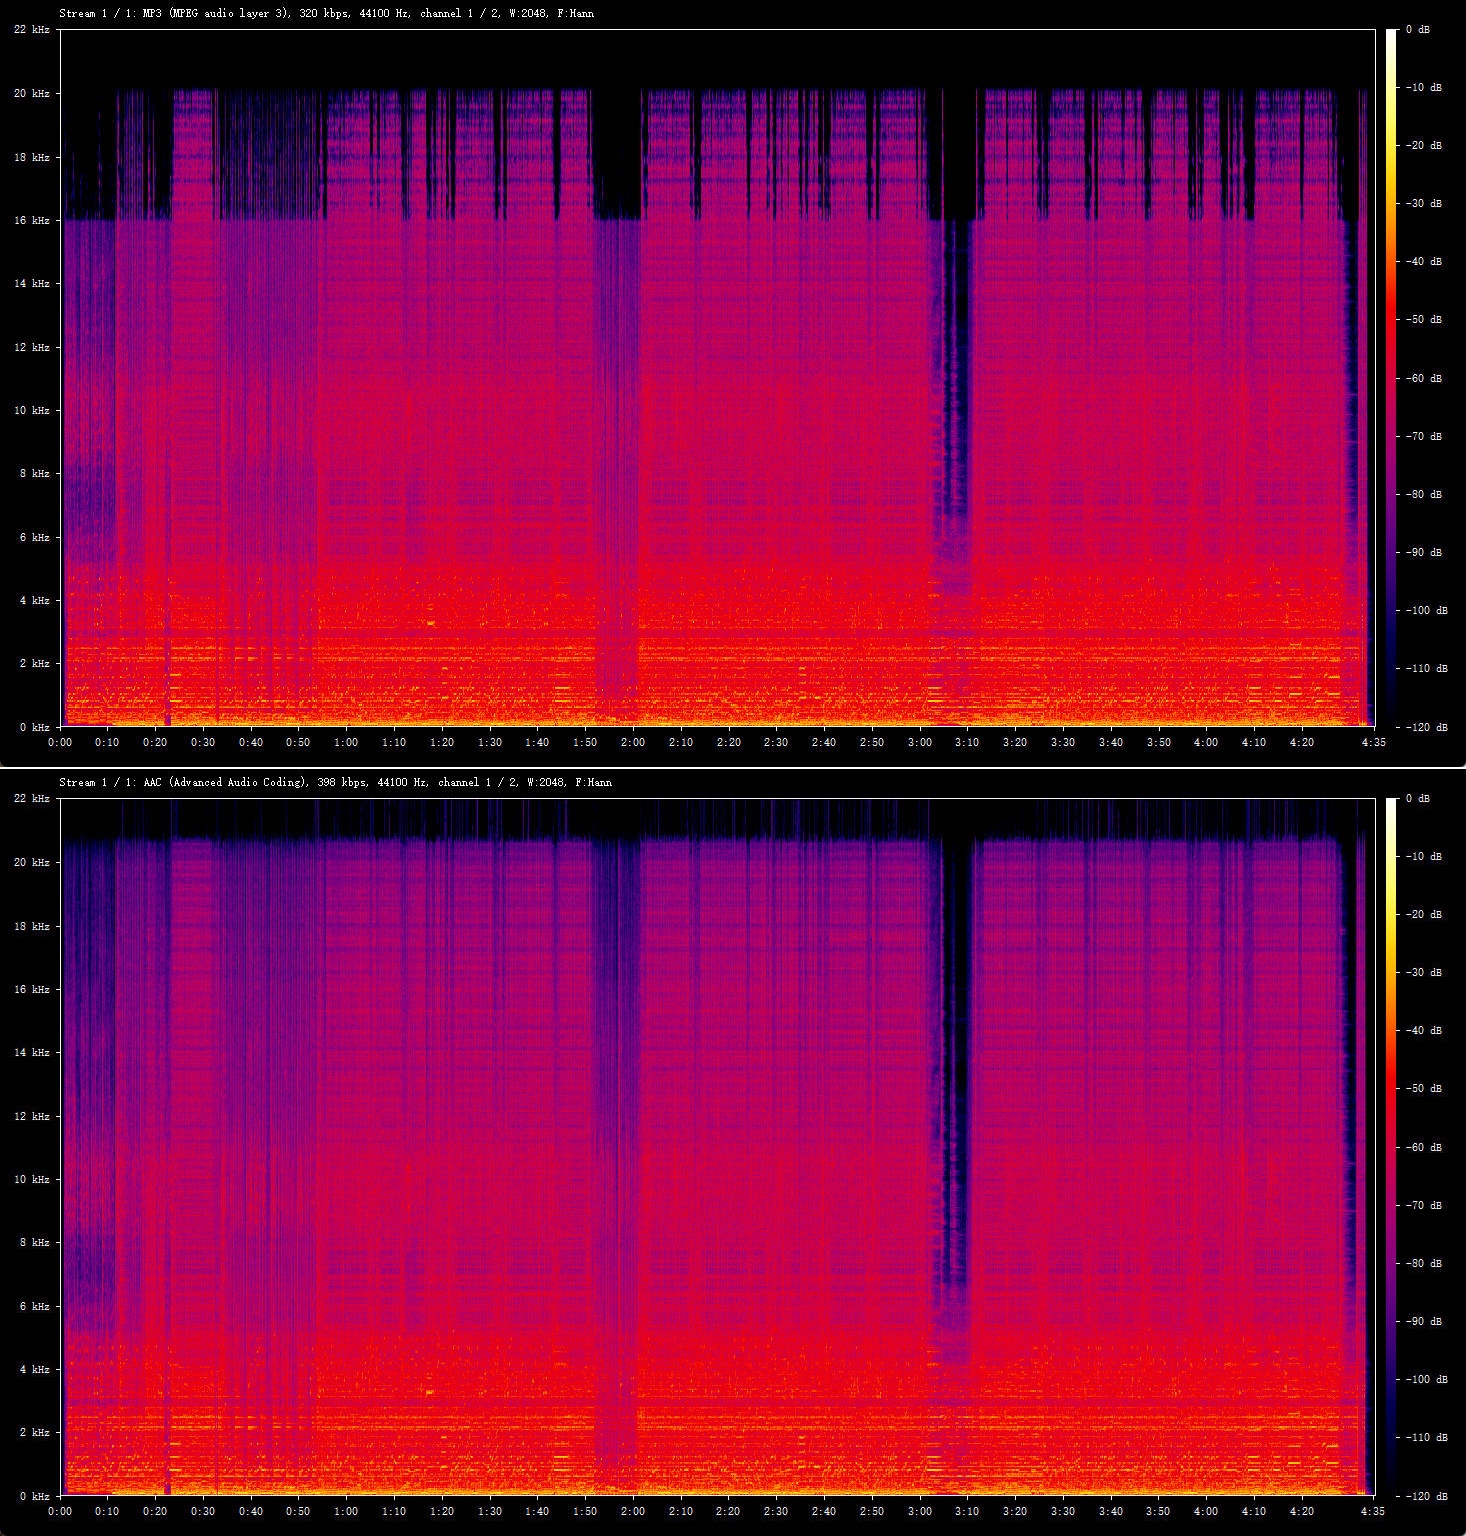 Stream 1 / 1: MP3 (MPEG audio layer 3), 320 kbps, 44100 Hz, channel 1 / 2, W:2048, F:Hann
22 kHz
20 kHz
18 kHz
16 kHz
14 kHz
12 kHz
10 kHz
8 kHz
6 kHz
4 kHz
2 kHz
0 kHz
0 dB
-10 dB
-20 dB
-30 dB
-40 dB
-50 dB
-60 dB
-70 dB
-80 dB
-90 dB
-100 dB
-110 dB
-120 dB
0:00 0:10 0:20 0:30 0:40 0:50 1:00 1:10 1:20 1:30 1:40 1:50 2:00 2:10 2:20 2:30 2:40 2:50 3:00 3:10 3:20 3:30 3:40 3:50 4:00 4:10 4:20 4:35
Stream 1 / 1: AAC (Advanced Audio Coding), 398 kbps, 44100 Hz, channel 1 / 2, W:2048, F:Hann
22 kHz
20 kHz
18 kHz
16 kHz
14 kHz
12 kHz
10 kHz
8 kHz
6 kHz
4 kHz
2 kHz
0 kHz
0 dB
-10 dB
-20 dB
-30 dB
-40 dB
-50 dB
-60 dB
-70 dB
-80 dB
-90 dB
-100 dB
-110 dB
-120 dB
0:00 0:10 0:20 0:30 0:40 0:50 1:00 1:10 1:20 1:30 1:40 1:50 2:00 2:10 2:20 2:30 2:40 2:50 3:00 3:10 3:20 3:30 3:40 3:50 4:00 4:10 4:20 4:35